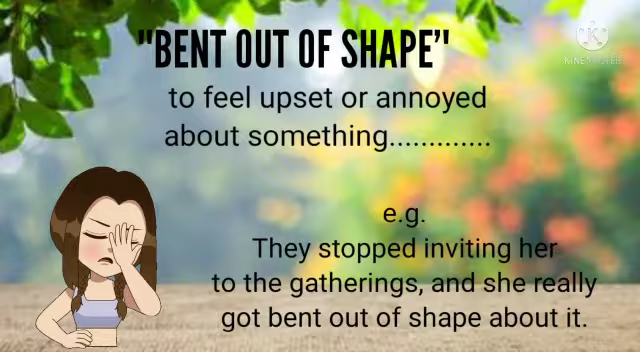 "BENT OUT OF SHAPE"
to feel upset or annoyed
about something.............
K
KINEMASTER
e.g.
They stopped inviting her
to the gatherings, and she really
got bent out of shape about it.